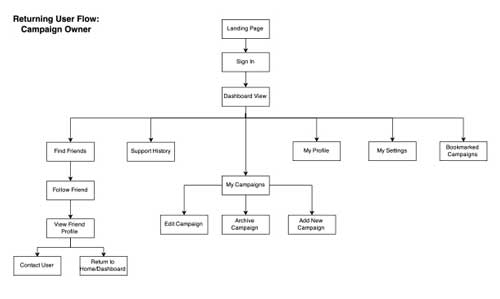 Returning User Flow:
Campaign Owner
Landing Page
Sign In
Dashboard View
Find Friends
Support History
My Profile
My Settings
Bookmarked
Campaigns
Follow Friend
My Campaigns
View Friend
Profile
Edit Campaign
Archive
Campaign
Add New
Campaign
Contact User
Return to
Home/Dashboard